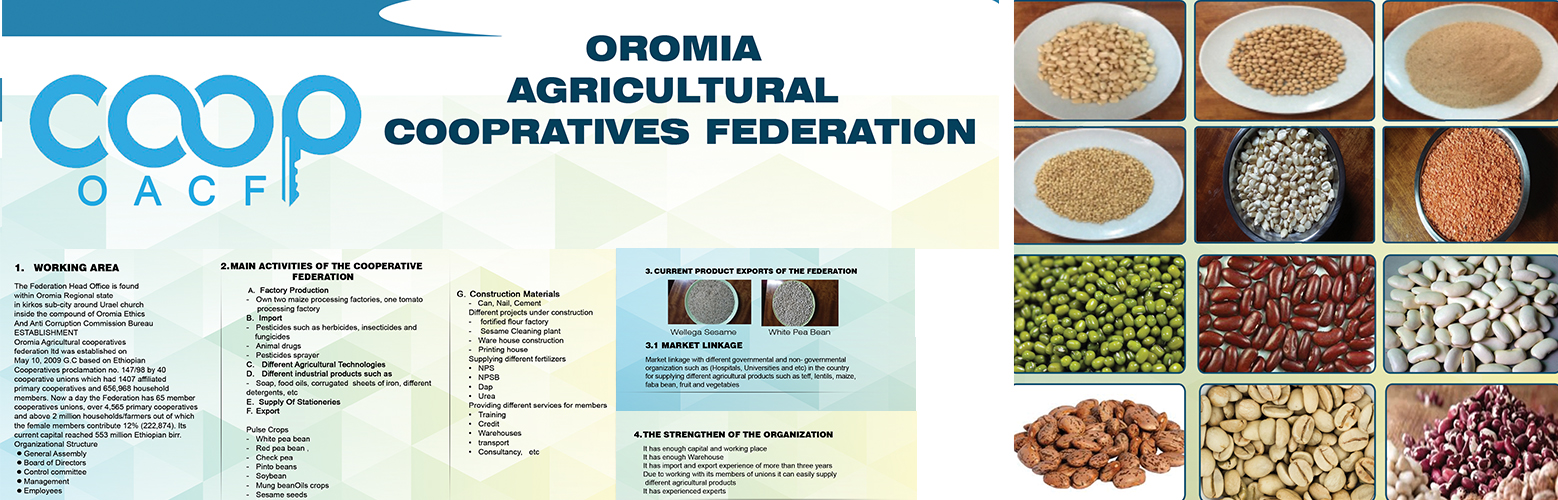 coop
OACF
OROMIA
AGRICULTURAL
COOPRATIVES FEDERATION
1. WORKING AREA
The Federation Head Office is found
within Oromia Regional state
in kirkos sub-city around Urael church
inside the compound of Oromia Ethics
And Anti Corruption Commission Bureau
ESTABLISHMENT
Oromia Agricultural cooperatives
federation ltd was established on
May 10, 2009 G.C based on Ethiopian
Cooperatives proclamation no. 147/98 by 40
cooperative unions which had 1407 affiliated
primary cooperatives and 656,968 household
members. Now a day the Federation has 65 member
cooperatives unions, over 4,565 primary cooperatives
and above 2 million households/farmers out of which
the female members contribute 12% (222,874). Its
current capital reached 553 million Ethiopian birr.
Organizational Structure
● General Assembly
● Board of Directors
● Control committee
● Management
● Employees
2.MAIN ACTIVITIES OF THE COOPERATIVE
FEDERATION
A. Factory Production
- Own two maize processing factories, one tomato
processing factory
B. Import
- Pesticides such as herbicides, insecticides and
fungicides
- Animal drugs
- Pesticides sprayer
C. Different Agricultural Technologies
D. Different industrial products such as
- Soap, food oils, corrugated sheets of iron, different
detergents, etc
E. Supply Of Stationeries
F. Export
Pulse Crops
- White pea bean
- Red pea bean .
- Check pea
- Pinto beans
- Soybean
- Mung beanOils crops
- Sesame seeds
G. Construction Materials
- Can, Nail, Cement
Different projects under construction
- fortified flour factory
- Sesame Cleaning plant
- Ware house construction
- Printing house
Supplying different fertilizers
• NPS
• NPSB
• Dap
• Urea
Providing different services for members
• Training
• Credit
• Warehouses
• transport
• Consultancy, etc
3. CURRENT PRODUCT EXPORTS OF THE FEDERATION
Wellega Sesame White Pea Bean
3.1 MARKET LINKAGE
Market linkage with different governmental and non- governmental
organization such as (Hospitals, Universities and etc) in the country
for supplying different agricultural products such as teff, lentils, maize,
faba bean, fruit and vegetables
4.THE STRENGTHEN OF THE ORGANIZATION
It has enough capital and working place
It has enough Warehouse
It has import and export experience of more than three years
Due to working with its members of unions it can easily supply
different agricultural products
It has experienced experts